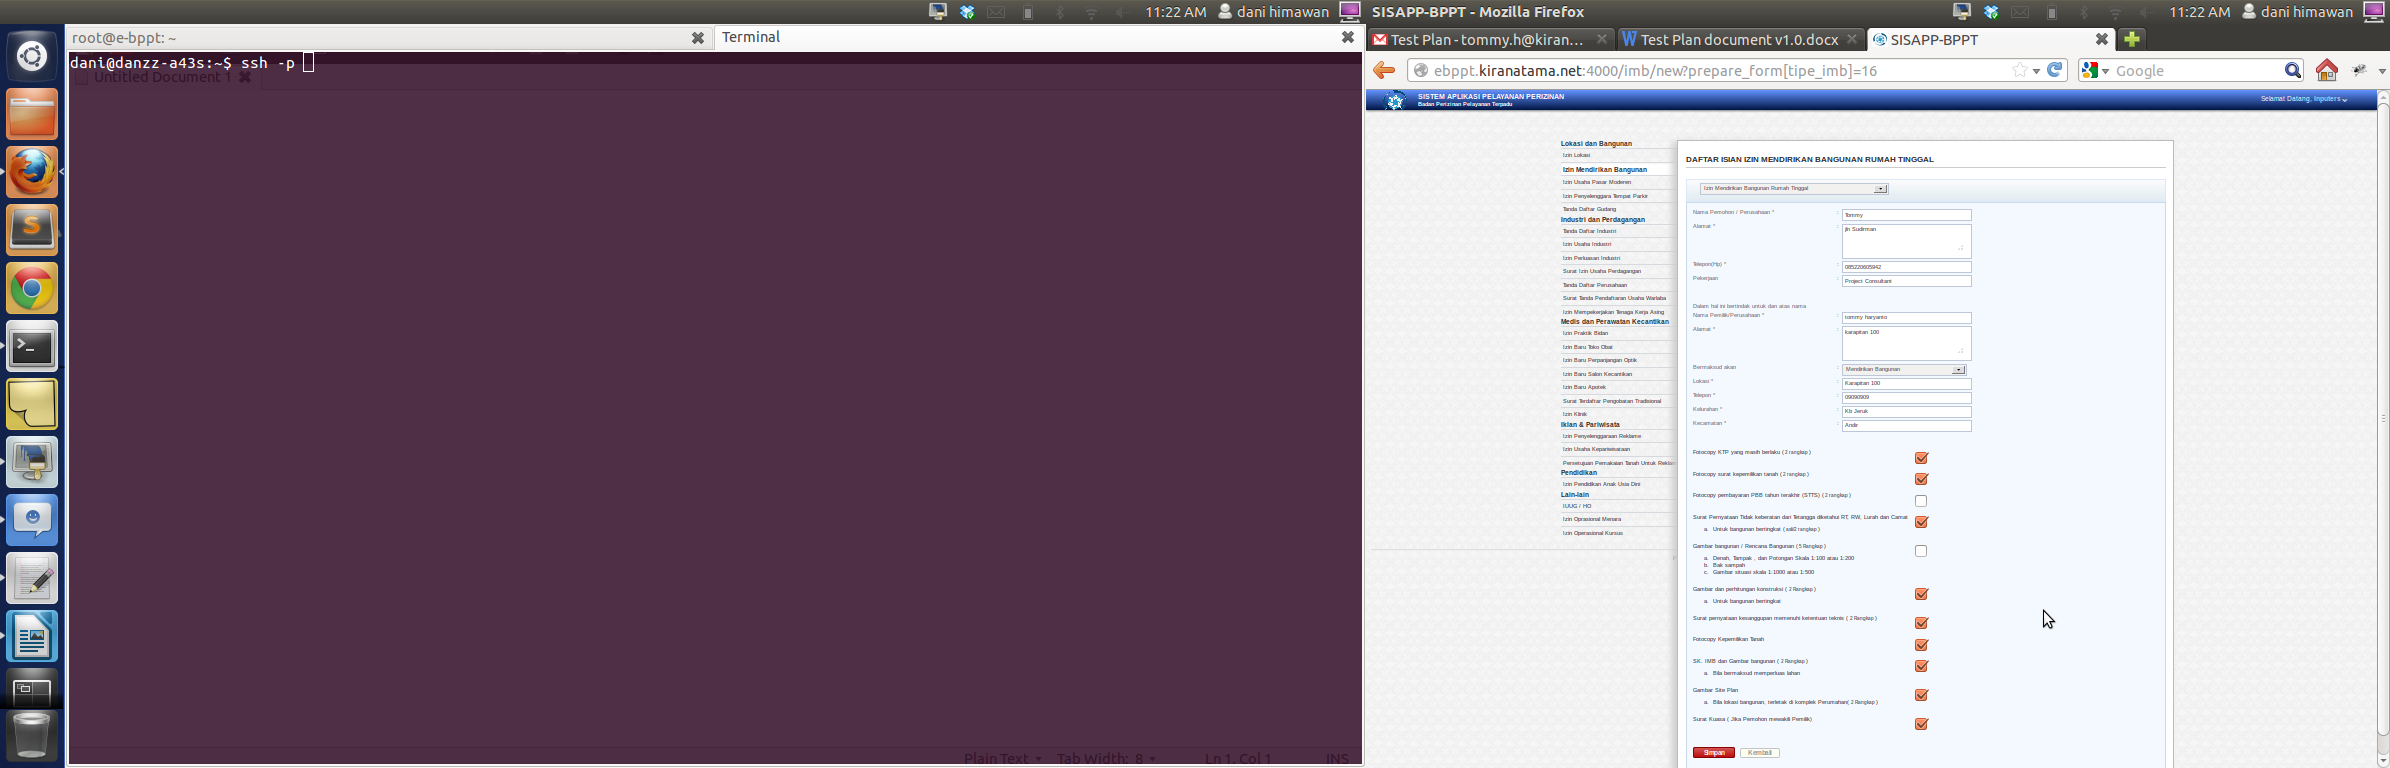 11:22 AM dani himawan
root@e-bppt: ~
Terminal
dani@danzz-a43s:~$ ssh -p
Untitled Document 1
Plain Text Tab Width: 8 Ln 1, Col 1 INS
SISAPP-BPPT - Mozilla Firefox
11:22 AM dani himawan
Test Plan - tommy.h@kiran...
Test Plan document v1.0.docx
SISAPP-BPPT
ebppt.kiranatama.net:4000/imb/new?prepare_form[tipe_imb]=16
Google
SISTEM APLIKASI PELAYANAN PERIZINAN
Badan Perizinan Pelayanan Terpadu
Selamat Datang, Inputers
Lokasi dan Bangunan
Izin Lokasi
Izin Mendirikan Bangunan
Izin Usaha Pasar Moderen
Izin Penyelenggara Tempat Parkir
Tanda Daftar Gudang
Industri dan Perdagangan
Tanda Daftar Industri
Izin Usaha Industri
Izin Perluasan Industri
Surat Izin Usaha Perdagangan
Tanda Daftar Perusahaan
Surat Tanda Pendaftaran Usaha Warlaba
Izin Mempekerjakan Tenaga Kerja Asing
Medis dan Perawatan Kecantikan
Izin Praktik Bidan
Izin Baru Toko Obat
Izin Baru Perpanjangan Optik
Izin Baru Salon Kecantikan
Izin Baru Apotek
Surat Terdaftar Pengobatan Tradisional
Izin Klinik
Iklan & Pariwisata
Izin Penyelenggaraan Reklame
Izin Usaha Kepariwisataan
Persetujuan Pemakaian Tanah Untuk Reklam
Pendidikan
Izin Pendidikan Anak Usia Dini
Lain-lain
IUUG / HO
Izin Oprasional Menara
Izin Operasional Kursus
DAFTAR ISIAN IZIN MENDIRIKAN BANGUNAN RUMAH TINGGAL
Izin Mendirikan Bangunan Rumah Tinggal
Nama Pemohon / Perusahaan * : Tommy
Alamat * : jln Sudirman
Telepon(Hp) * : 085220605942
Pekerjaan : Project Consultant
Dalam hal ini bertindak untuk dan atas nama
Nama Pemilik/Perusahaan * : tommy haryanto
Alamat * : karapitan 100
Bermaksud akan : Mendirikan Bangunan
Lokasi * : Karapitan 100
Telepon * : 09090909
Kelurahan * : Kb Jeruk
Kecamatan * : Andir
Fotocopy KTP yang masih berlaku ( 2 rangkap )
Fotocopy surat kepemilikan tanah ( 2 rangkap )
Fotocopy pembayaran PBB tahun terakhir (STTS) ( 2 rangkap )
Surat Pernyataan Tidak keberatan dari Tetangga diketahui RT, RW, Lurah dan Camat
a. Untuk bangunan bertingkat ( asli/2 rangkap )
Gambar bangunan / Rencana Bangunan ( 5 Rangkap )
a. Denah, Tampak , dan Potongan Skala 1:100 atau 1:200
b. Bak sampah
c. Gambar situasi skala 1:1000 atau 1:500
Gambar dan perhitungan konstruksi ( 2 Rangkap )
a. Untuk bangunan bertingkat
Surat pernyataan kesanggupan memenuhi ketentuan teknis ( 2 Rangkap )
Fotocopy Kepemilikan Tanah
SK. IMB dan Gambar bangunan ( 2 Rangkap )
a. Bila bermaksud memperluas lahan
Gambar Site Plan
a. Bila lokasi bangunan, terletak di komplek Perumahan( 2 Rangkap )
Surat Kuasa ( Jika Pemohon mewakili Pemilik)
Simpan Kembali